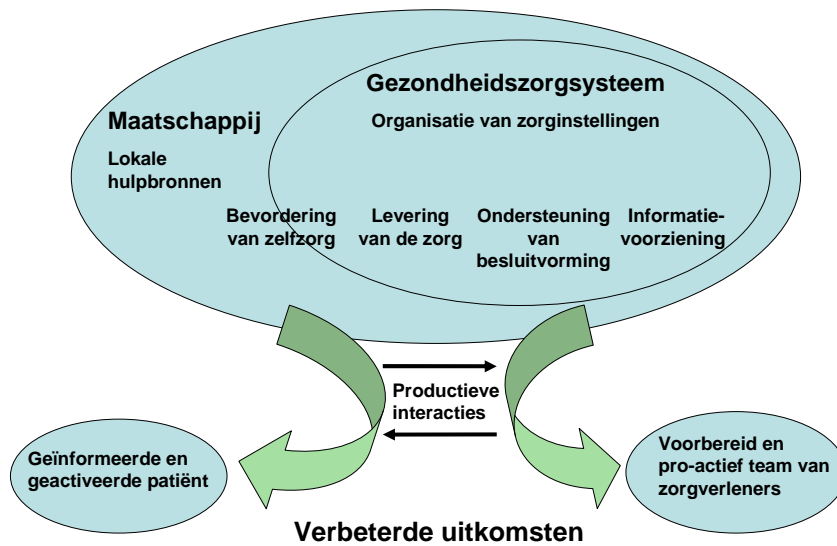 Gezondheidszorgsysteem
Organisatie van zorginstellingen
Maatschappij
Lokale
hulpbronnen
Bevordering
van zelfzorg
Levering
van de zorg
Ondersteuning
van
besluitvorming
Informatie-
voorziening
Productieve
interacties
Geïnformeerde en
geactiveerde patiënt
Voorbereid en
pro-actief team van
zorgverleners
Verbeterde uitkomsten